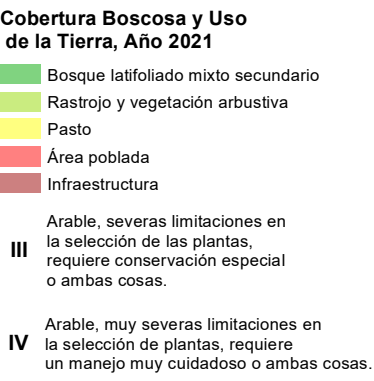 Cobertura Boscosa y Uso
de la Tierra, Año 2021
Bosque latifoliado mixto secundario
Rastrojo y vegetación arbustiva
Pasto
Área poblada
Infraestructura
Arable, severas limitaciones en
la selección de las plantas,
III
requiere conservación especial
o ambas cosas.
Arable, muy severas limitaciones en
IV la selección de plantas, requiere
un manejo muy cuidadoso o ambas cosas.